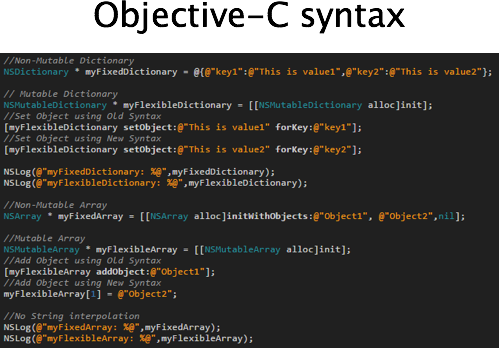 Objective-C syntax
//Non-Mutable Dictionary
NSDictionary * myFixedDictionary = @{@"key1":@"This is value1",@"key2":@"This is value2"};
// Mutable Dictionary
NSMutableDictionary * myFlexibleDictionary = [[NSMutableDictionary alloc]init];
//Set Object using Old Syntax
[myFlexibleDictionary setObject:@"This is value1" forKey:@"key1"];
//Set Object using New Syntax
[myFlexibleDictionary setObject:@"This is value2" forKey:@"key2"];
NSLog(@"myFixedDictionary: %@",myFixedDictionary);
NSLog(@"myFlexibleDictionary: %@",myFlexibleDictionary);
//Non-Mutable Array
NSArray * myFixedArray = [[NSArray alloc]initWithObjects:@"Object1", @"Object2",nil];
//Mutable Array
NSMutableArray * myFlexibleArray = [[NSMutableArray alloc]init];
//Add Object using Old Syntax
[myFlexibleArray addObject:@"Object1"];
//Add Object using New Syntax
myFlexibleArray[1] = @"Object2";
//No String interpolation
NSLog(@"myFixedArray: %@",myFixedArray);
NSLog(@"myFlexibleArray: %@",myFlexibleArray);